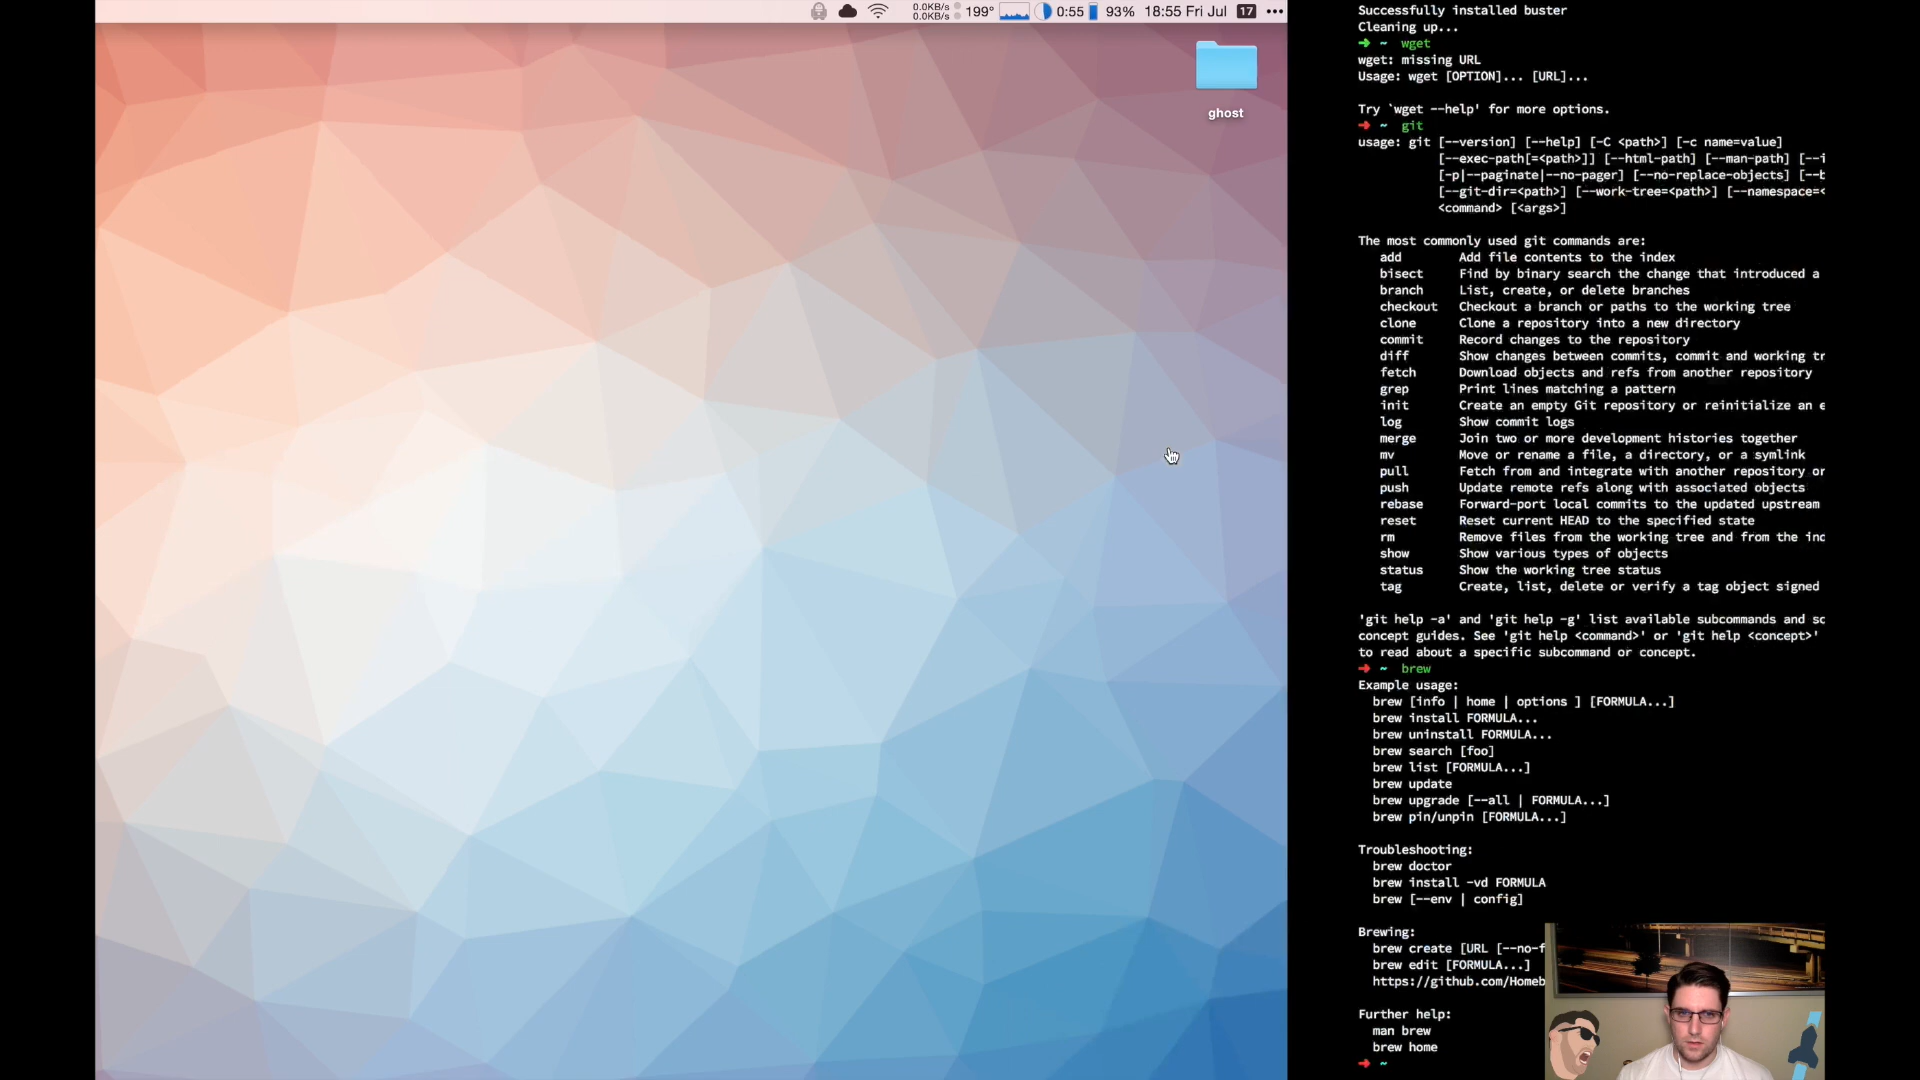 0.0KB/s
0.0KB/s
199° 0:55 93% 18:55 Fri Jul 17
ghost
Successfully installed buster
Cleaning up...
➜ ~ wget
wget: missing URL
Usage: wget [OPTION]... [URL]...
Try `wget --help' for more options.
➜ ~ git
usage: git [--version] [--help] [-C <path>] [-c name=value]
[--exec-path[=<path>]] [--html-path] [--man-path] [--i
[-p|--paginate|--no-pager] [--no-replace-objects] [--b
[--git-dir=<path>] [--work-tree=<path>] [--namespace=<
<command> [<args>]
The most commonly used git commands are:
add Add file contents to the index
bisect Find by binary search the change that introduced a
branch List, create, or delete branches
checkout Checkout a branch or paths to the working tree
clone Clone a repository into a new directory
commit Record changes to the repository
diff Show changes between commits, commit and working tr
fetch Download objects and refs from another repository
grep Print lines matching a pattern
init Create an empty Git repository or reinitialize an e
log Show commit logs
merge Join two or more development histories together
mv Move or rename a file, a directory, or a symlink
pull Fetch from and integrate with another repository or
push Update remote refs along with associated objects
rebase Forward-port local commits to the updated upstream
reset Reset current HEAD to the specified state
rm Remove files from the working tree and from the ind
show Show various types of objects
status Show the working tree status
tag Create, list, delete or verify a tag object signed
'git help -a' and 'git help -g' list available subcommands and so
concept guides. See 'git help <command>' or 'git help <concept>'
to read about a specific subcommand or concept.
➜ ~ brew
Example usage:
brew [info | home | options ] [FORMULA...]
brew install FORMULA...
brew uninstall FORMULA...
brew search [foo]
brew list [FORMULA...]
brew update
brew upgrade [--all | FORMULA...]
brew pin/unpin [FORMULA...]
Troubleshooting:
brew doctor
brew install -vd FORMULA
brew [--env | config]
Brewing:
brew create [URL [--no-f
brew edit [FORMULA...]
https://github.com/Homeb
Further help:
man brew
brew home
➜ ~